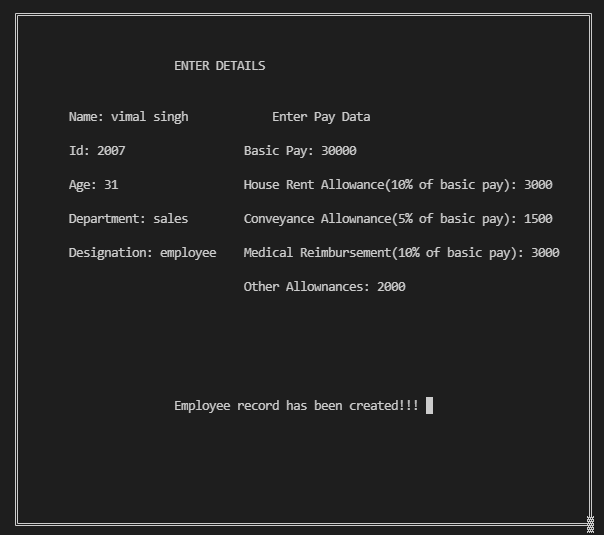 ENTER DETAILS
Name: vimal singh Enter Pay Data
Id: 2007 Basic Pay: 30000
Age: 31 House Rent Allowance(10% of basic pay): 3000
Department: sales Conveyance Allownance(5% of basic pay): 1500
Designation: employee Medical Reimbursement(10% of basic pay): 3000
Other Allownances: 2000
Employee record has been created!!!